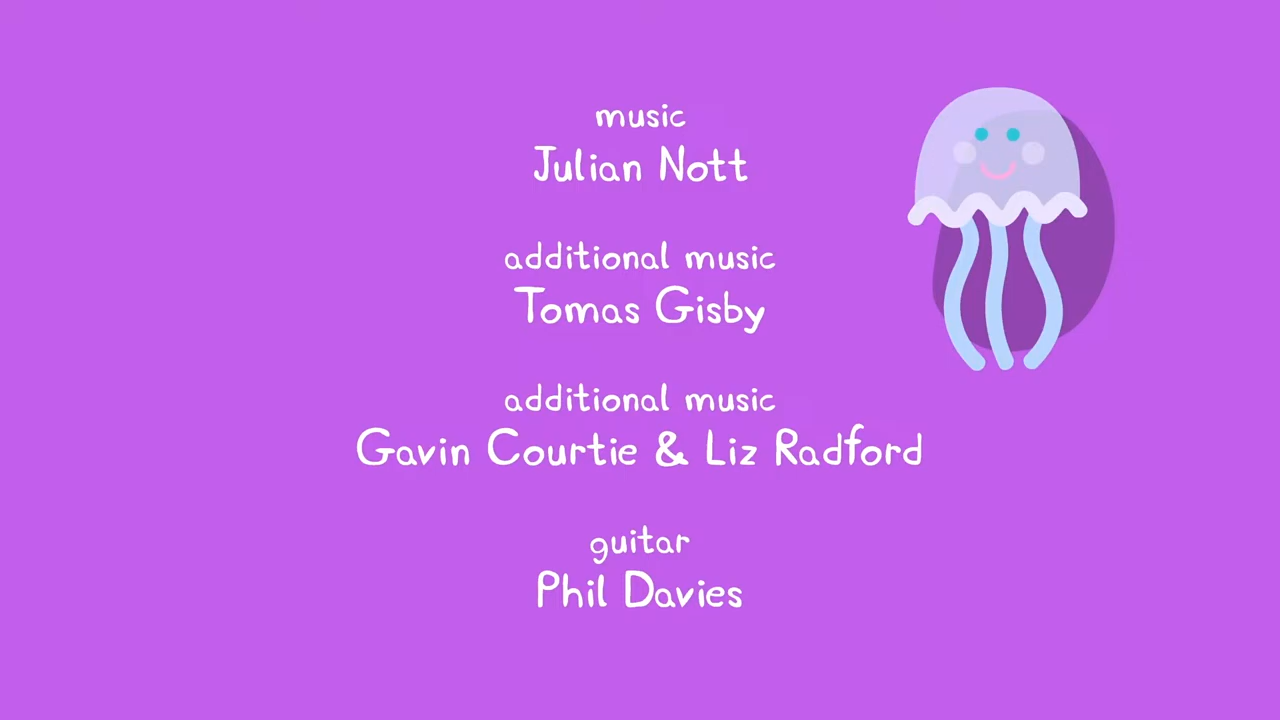 music
Julian Nott
additional music
Tomas Gisby
additional music
Gavin Courtie & Liz Radford
guitar
Phil Davies